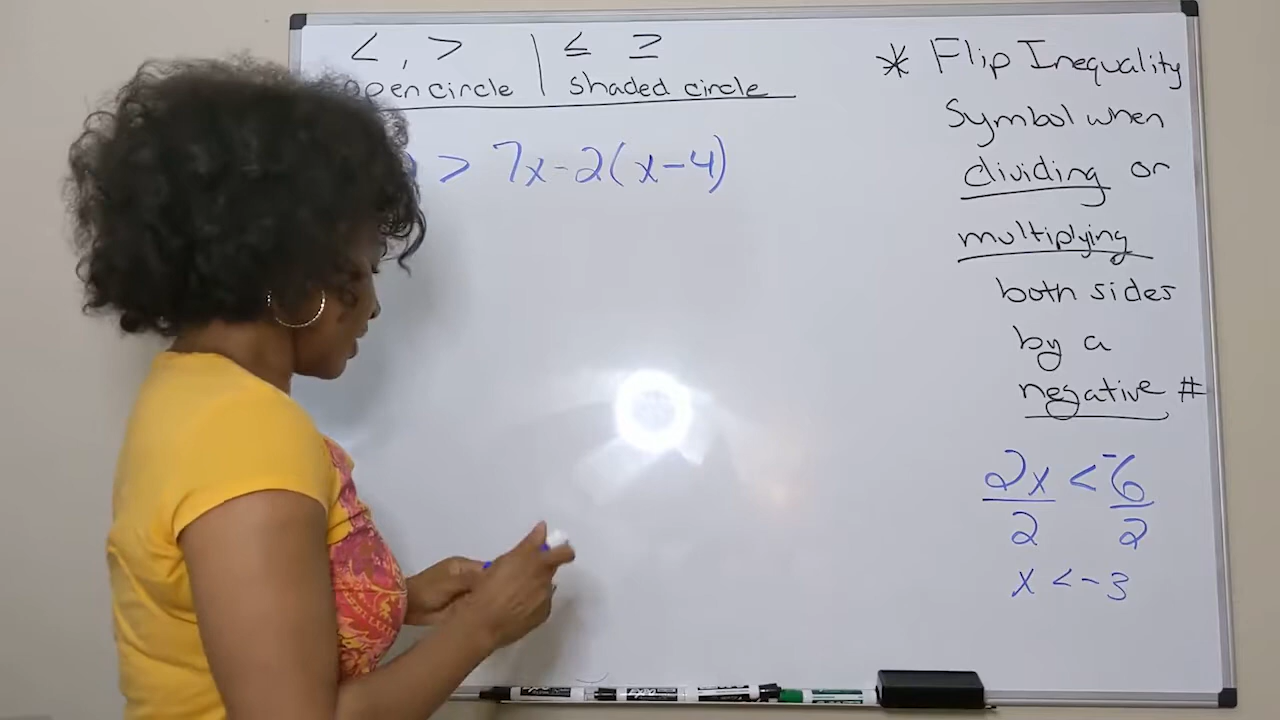 < , > | ≤ ≥
open circle | shaded circle
> 7x-2(x-4)
* Flip Inequality
Symbol when
dividing or
multiplying
both sides
by a
negative #
2x < -6
2 2
x < -3